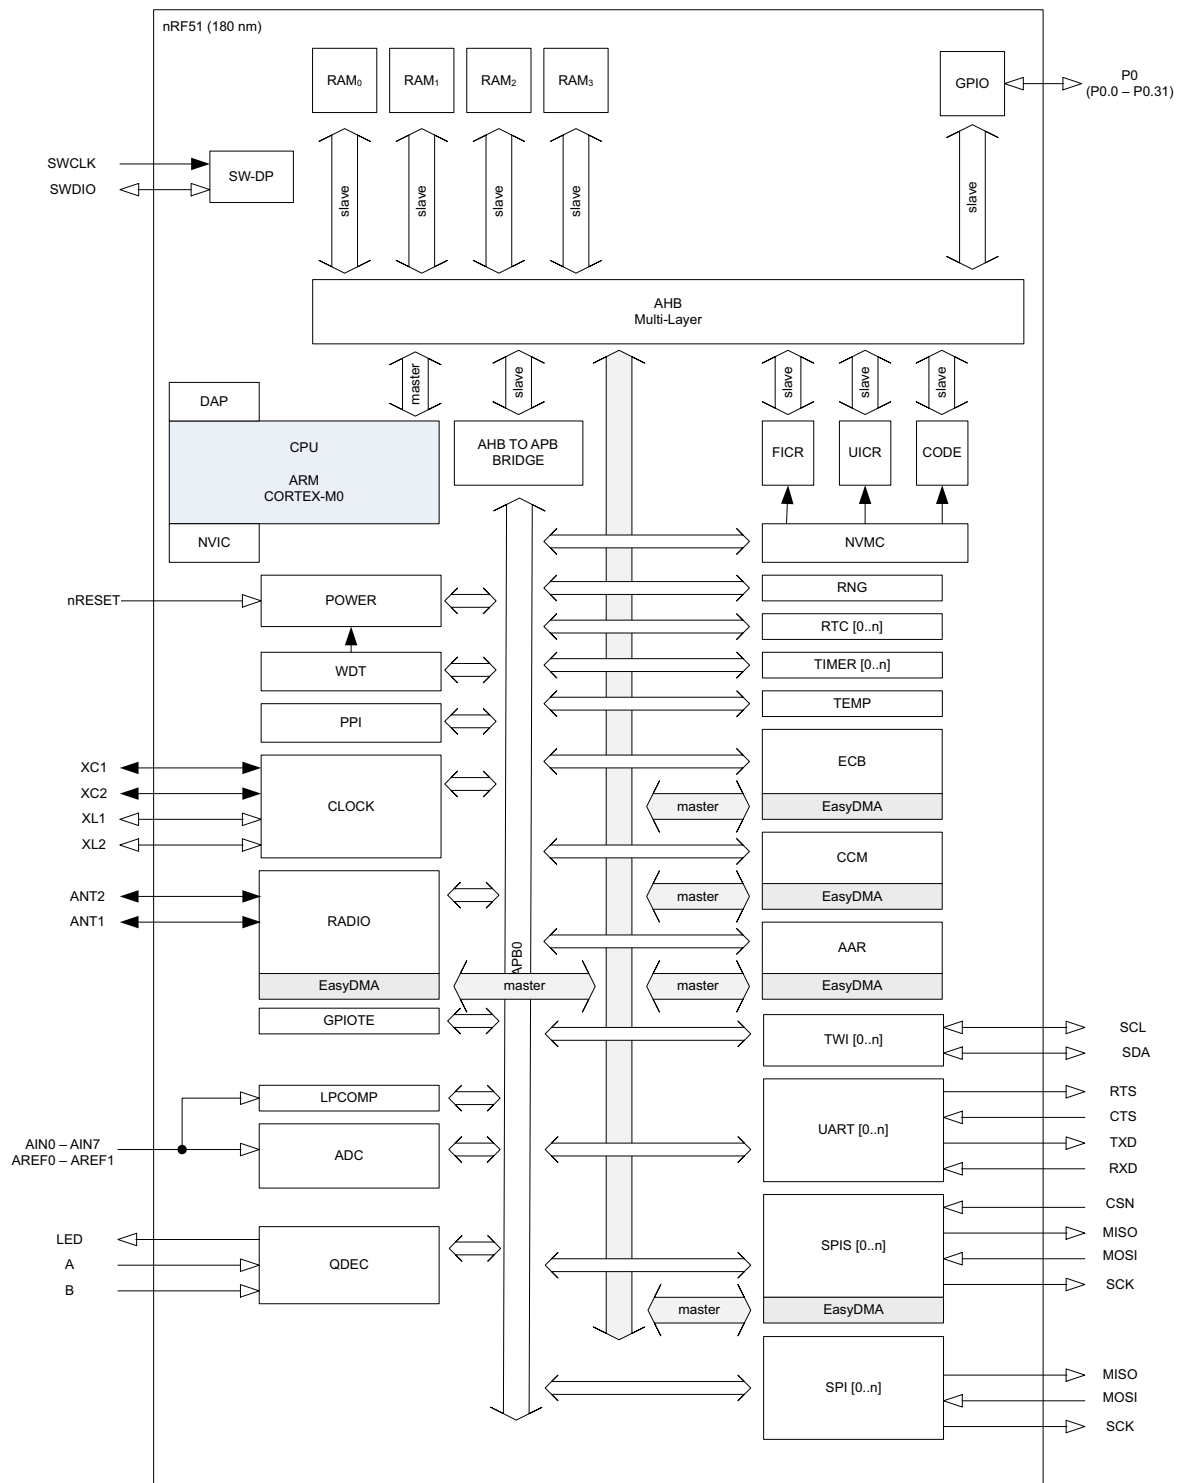 nRF51 (180 nm)
RAM0
RAM1
RAM2
RAM3
GPIO
P0
(P0.0 – P0.31)
SWCLK
SWDIO
SW-DP
slave
slave
slave
slave
slave
AHB
Multi-Layer
master
slave
slave
slave
slave
DAP
CPU
ARM
CORTEX-M0
NVIC
AHB TO APB
BRIDGE
FICR
UICR
CODE
NVMC
nRESET
POWER
RNG
RTC [0..n]
WDT
TIMER [0..n]
PPI
TEMP
XC1
XC2
XL1
XL2
CLOCK
ECB
master
EasyDMA
CCM
master
EasyDMA
ANT2
ANT1
RADIO
EasyDMA
APB0
master
AAR
master
EasyDMA
GPIOTE
TWI [0..n]
SCL
SDA
LPCOMP
AIN0 – AIN7
AREF0 – AREF1
ADC
UART [0..n]
RTS
CTS
TXD
RXD
LED
A
B
QDEC
SPIS [0..n]
master
EasyDMA
CSN
MISO
MOSI
SCK
SPI [0..n]
MISO
MOSI
SCK